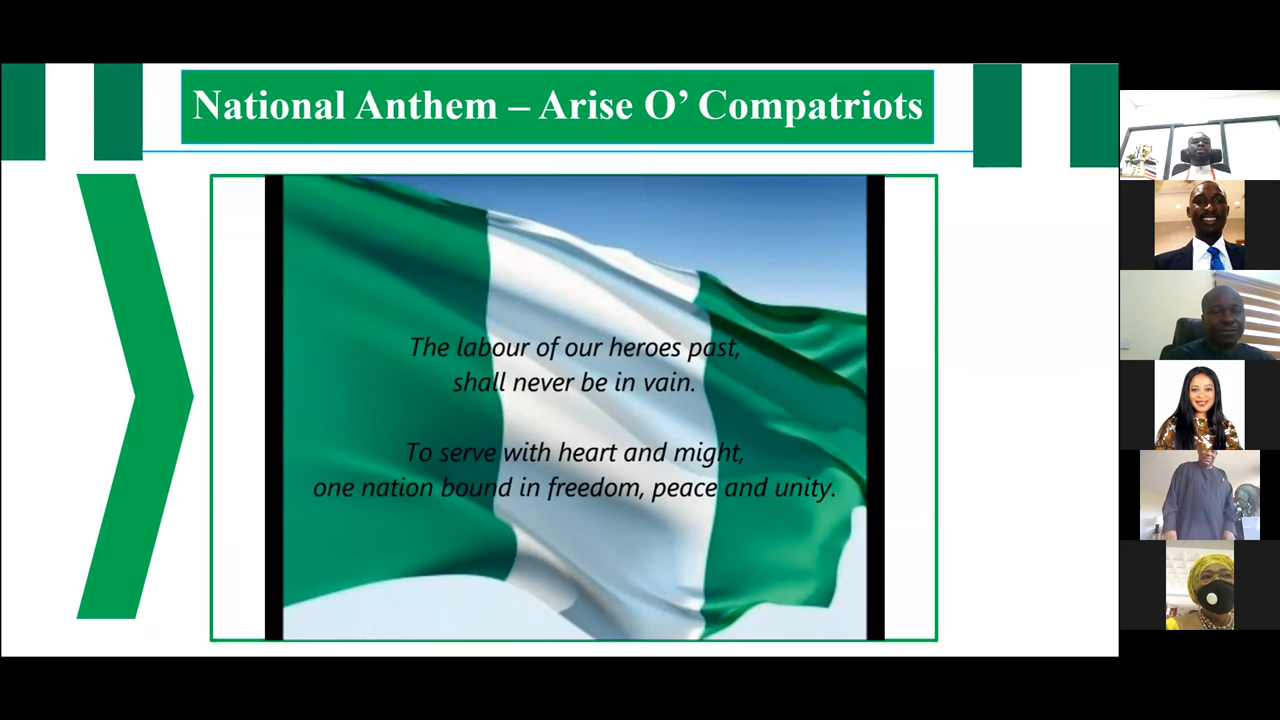 National Anthem – Arise O’ Compatriots
The labour of our heroes past,
shall never be in vain.
To serve with heart and might,
one nation bound in freedom, peace and unity.